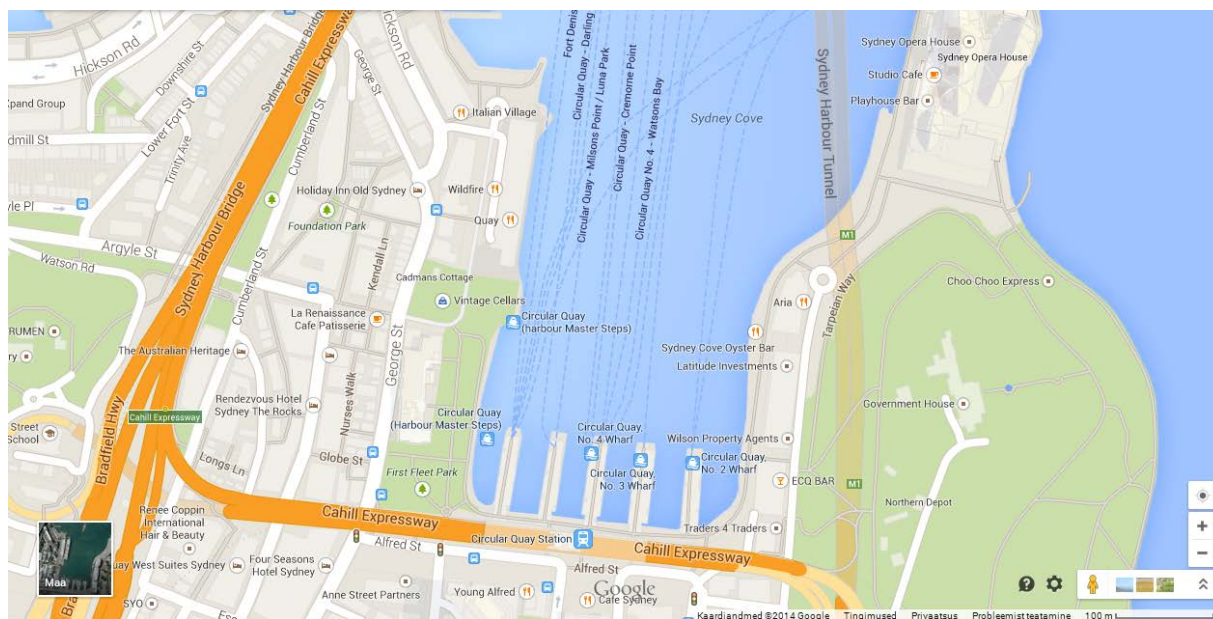 Hickson Rd
Downshire St
Xpand Group
Lower Fort St
Trinity Ave
Sydney Harbour Bridge
Cahill Expressway
Cumberland St
George St
Hickson Rd
Italian Village
Fort Denis
Circular Quay - Darling
Circular Quay - Milsons Point / Luna Park
Circular Quay - Cremorne Point
Circular Quay No. 4 - Watsons Bay
Sydney Cove
Sydney Harbour Tunnel
Sydney Opera House
Sydney Opera House
Studio Cafe
Playhouse Bar
Holiday Inn Old Sydney
Wildfire
Quay
Foundation Park
Argyle St
Watson Rd
Sydney Harbour Bridge
Cumberland St
Kendall Ln
Cadmans Cottage
Vintage Cellars
M1
Tarpeian Way
Choo Choo Express
Aria
Circular Quay
(harbour Master Steps)
La Renaissance
Cafe Patisserie
George St
Sydney Cove Oyster Bar
Latitude Investments
The Australian Heritage
Rendezvous Hotel
Sydney The Rocks
Nurses Walk
Government House
Cahill Expressway
Bradfield Hwy
Street
School
Circular Quay
(Harbour Master Steps)
Circular Quay,
No. 4 Wharf
Wilson Property Agents
Circular Quay,
No. 3 Wharf
Circular Quay,
No. 2 Wharf
Globe St
Longs Ln
First Fleet Park
ECQ BAR
M1
Northern Depot
Renee Coppin
International
Hair & Beauty
Cahill Expressway
Circular Quay Station
Traders 4 Traders
Alfred St
Cahill Expressway
Four Seasons
Hotel Sydney
Alfred St
Maa
Anne Street Partners
Young Alfred
Google
Cafe Sydney
SYO
Kaardiandmed ©2014 Google Tingimused Privaatsus Probleemist teatamine 100 m